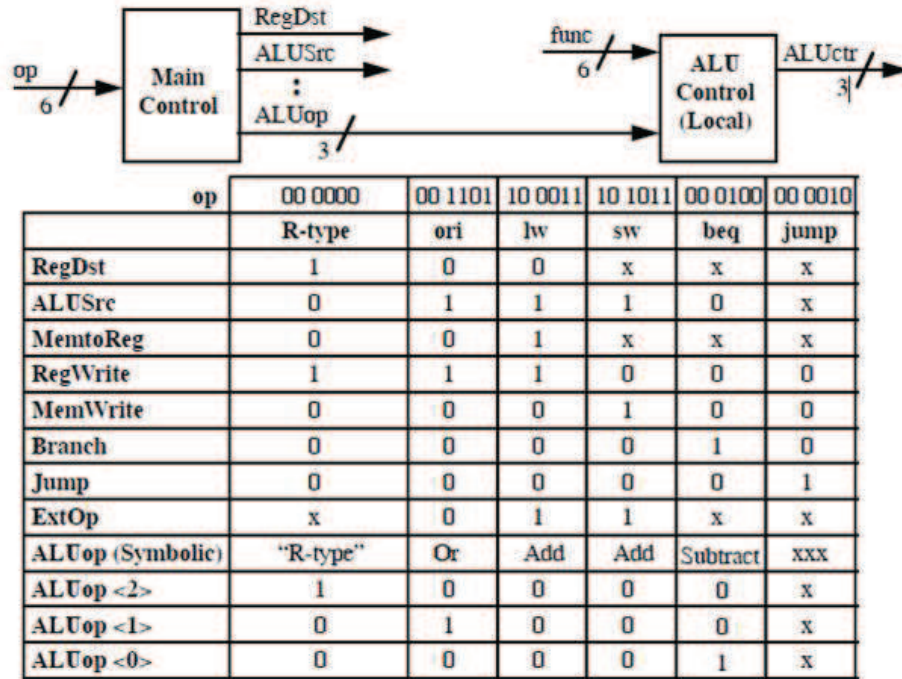 RegDst
ALUSrc
:
ALUop
3
op
6
Main
Control
func
6
ALU
Control
(Local)
ALUctr
3
op 00 0000 00 1101 10 0011 10 1011 00 0100 00 0010
R-type ori lw sw beq jump
RegDst 1 0 0 x x x
ALUSrc 0 1 1 1 0 x
MemtoReg 0 0 1 x x x
RegWrite 1 1 1 0 0 0
MemWrite 0 0 0 1 0 0
Branch 0 0 0 0 1 0
Jump 0 0 0 0 0 1
ExtOp x 0 1 1 x x
ALUop (Symbolic) “R-type” Or Add Add Subtract xxx
ALUop <2> 1 0 0 0 0 x
ALUop <1> 0 1 0 0 0 x
ALUop <0> 0 0 0 0 1 x